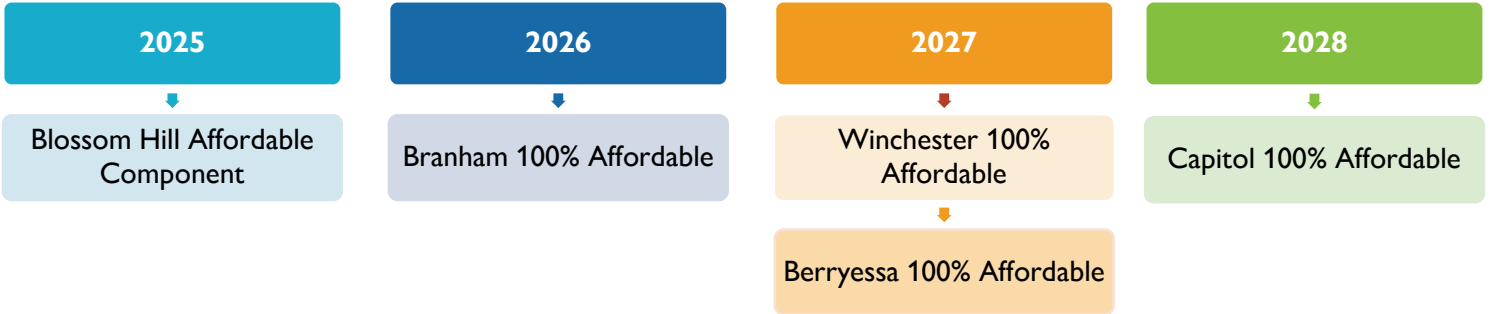 2025
Blossom Hill Affordable
Component
2026
Branham 100% Affordable
2027
Winchester 100%
Affordable
Berryessa 100% Affordable
2028
Capitol 100% Affordable